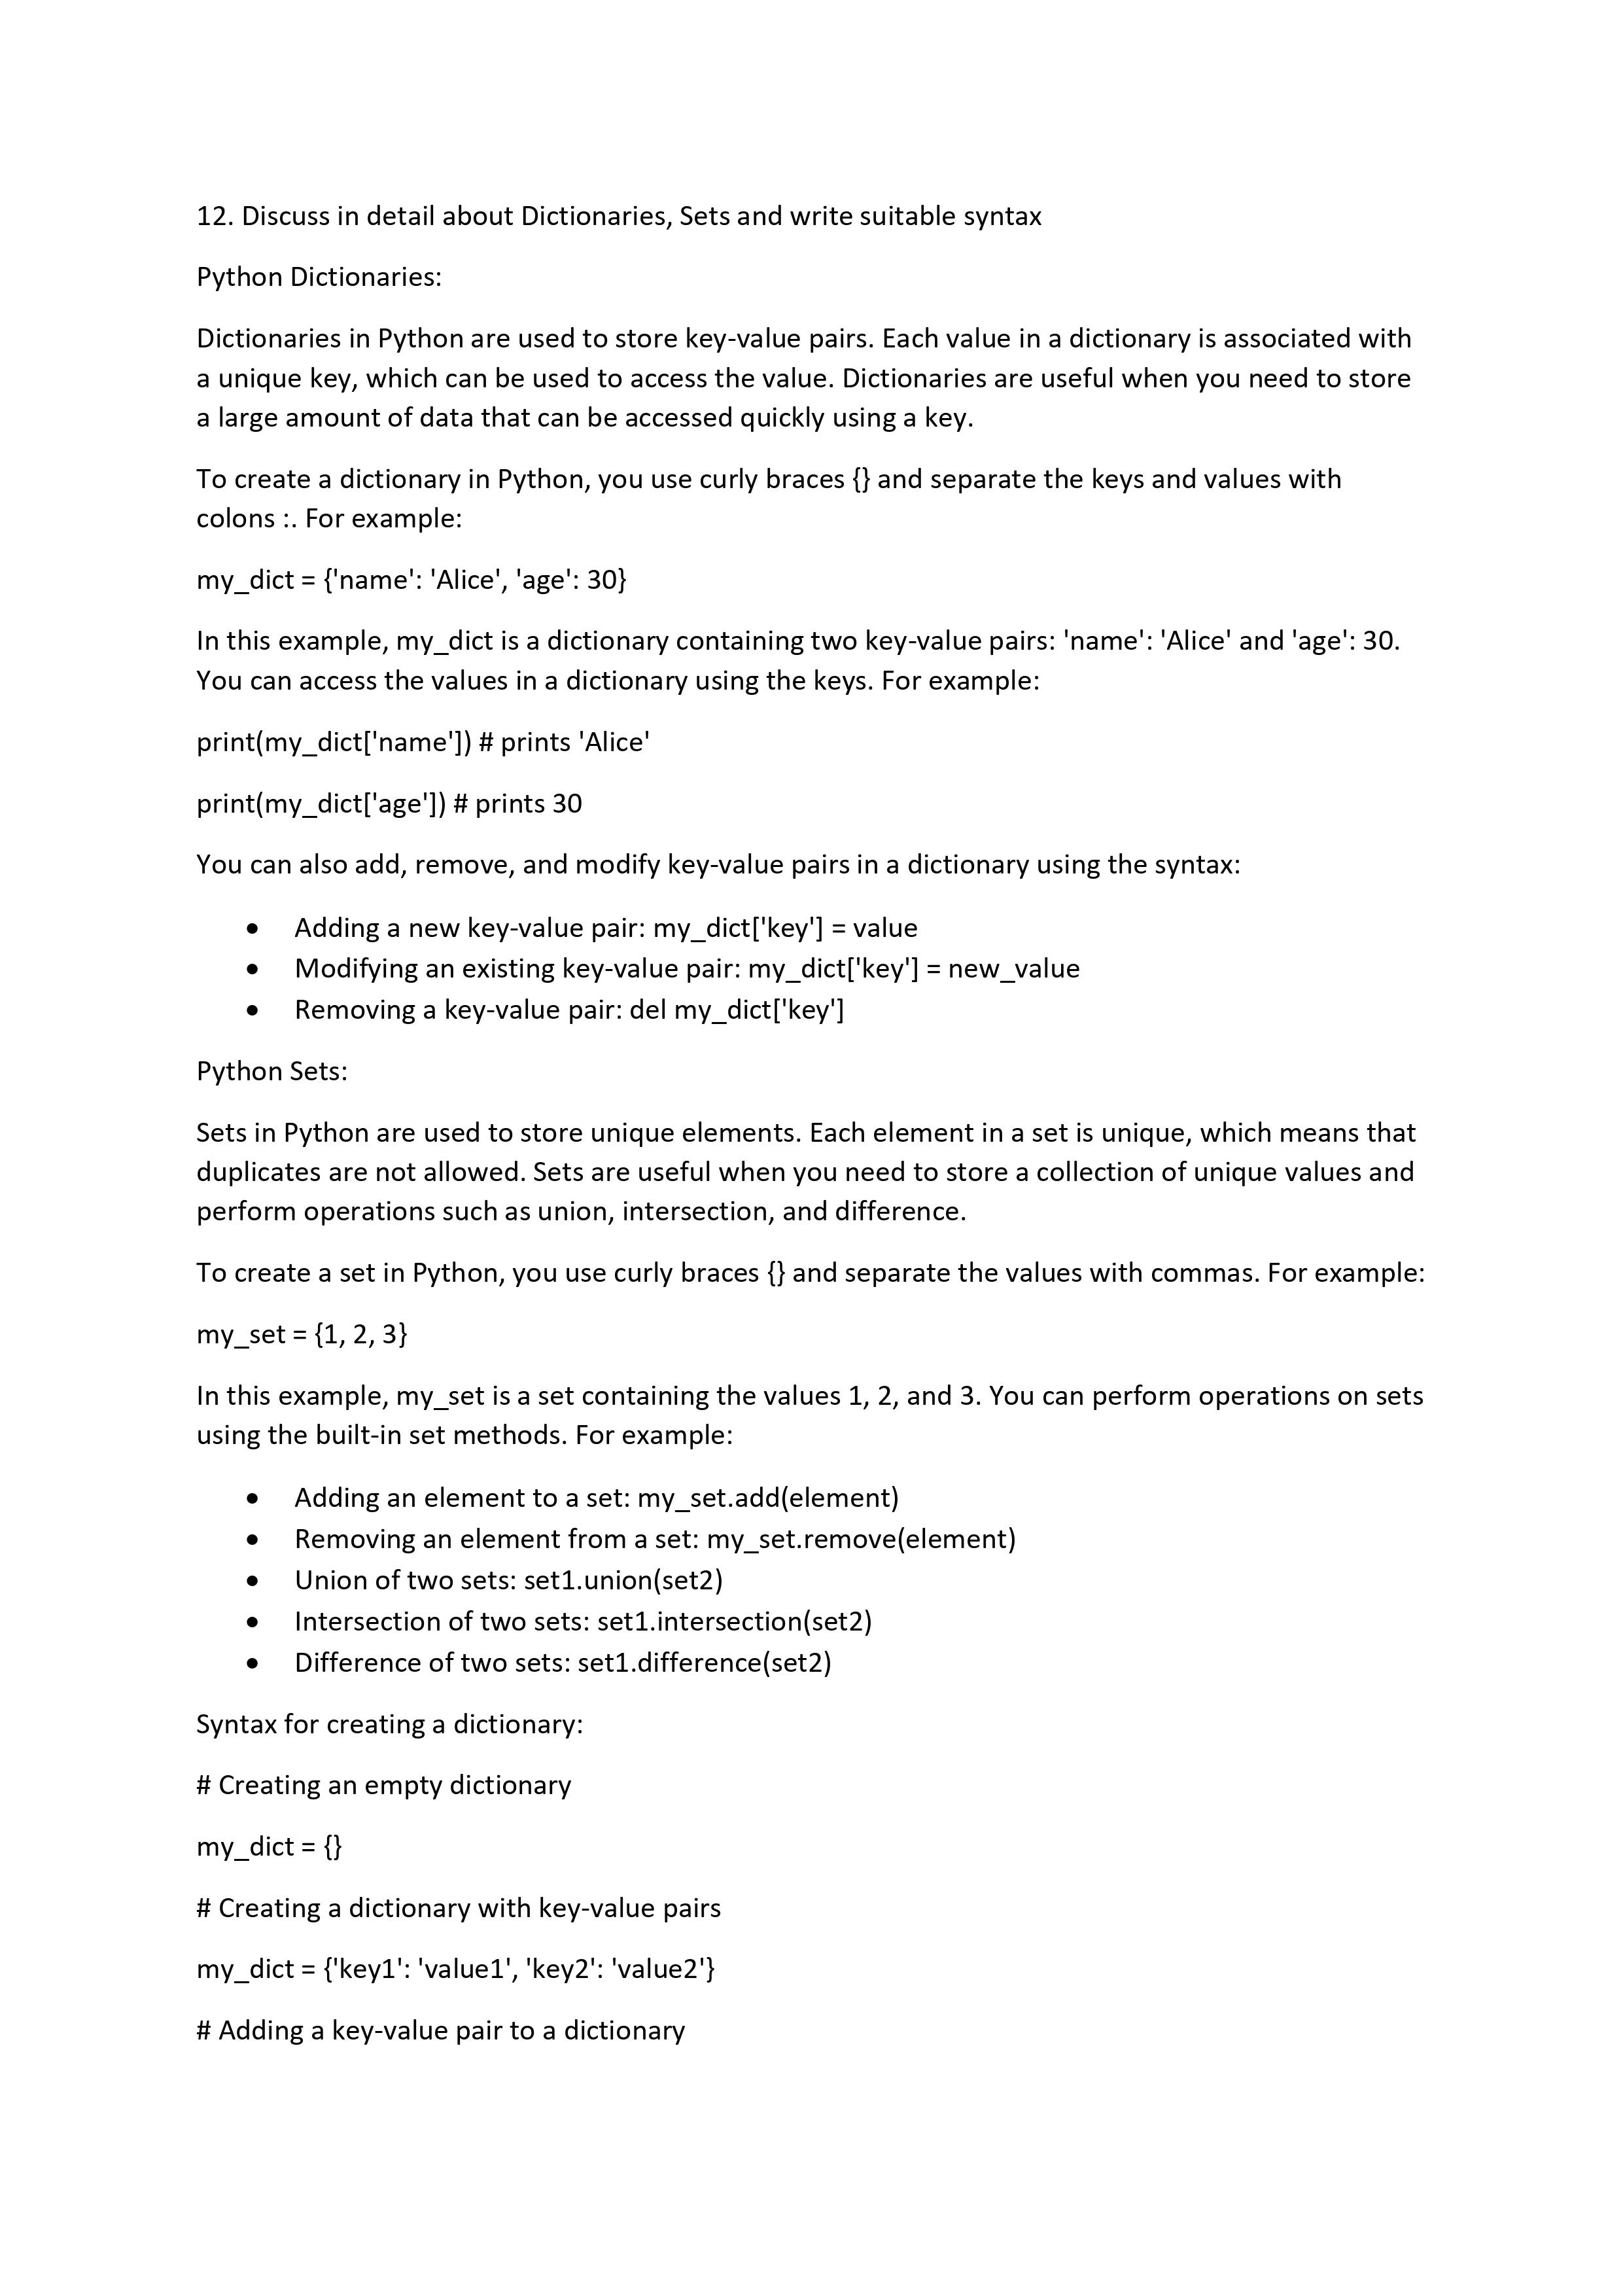 12. Discuss in detail about Dictionaries, Sets and write suitable syntax
Python Dictionaries:
Dictionaries in Python are used to store key-value pairs. Each value in a dictionary is associated with
a unique key, which can be used to access the value. Dictionaries are useful when you need to store
a large amount of data that can be accessed quickly using a key.
To create a dictionary in Python, you use curly braces {} and separate the keys and values with
colons :. For example:
my_dict = {'name': 'Alice', 'age': 30}
In this example, my_dict is a dictionary containing two key-value pairs: 'name': 'Alice' and 'age': 30.
You can access the values in a dictionary using the keys. For example:
print(my_dict['name']) # prints 'Alice'
print(my_dict['age']) # prints 30
You can also add, remove, and modify key-value pairs in a dictionary using the syntax:
• Adding a new key-value pair: my_dict['key'] = value
• Modifying an existing key-value pair: my_dict['key'] = new_value
• Removing a key-value pair: del my_dict['key']
Python Sets:
Sets in Python are used to store unique elements. Each element in a set is unique, which means that
duplicates are not allowed. Sets are useful when you need to store a collection of unique values and
perform operations such as union, intersection, and difference.
To create a set in Python, you use curly braces {} and separate the values with commas. For example:
my_set = {1, 2, 3}
In this example, my_set is a set containing the values 1, 2, and 3. You can perform operations on sets
using the built-in set methods. For example:
• Adding an element to a set: my_set.add(element)
• Removing an element from a set: my_set.remove(element)
• Union of two sets: set1.union(set2)
• Intersection of two sets: set1.intersection(set2)
• Difference of two sets: set1.difference(set2)
Syntax for creating a dictionary:
# Creating an empty dictionary
my_dict = {}
# Creating a dictionary with key-value pairs
my_dict = {'key1': 'value1', 'key2': 'value2'}
# Adding a key-value pair to a dictionary